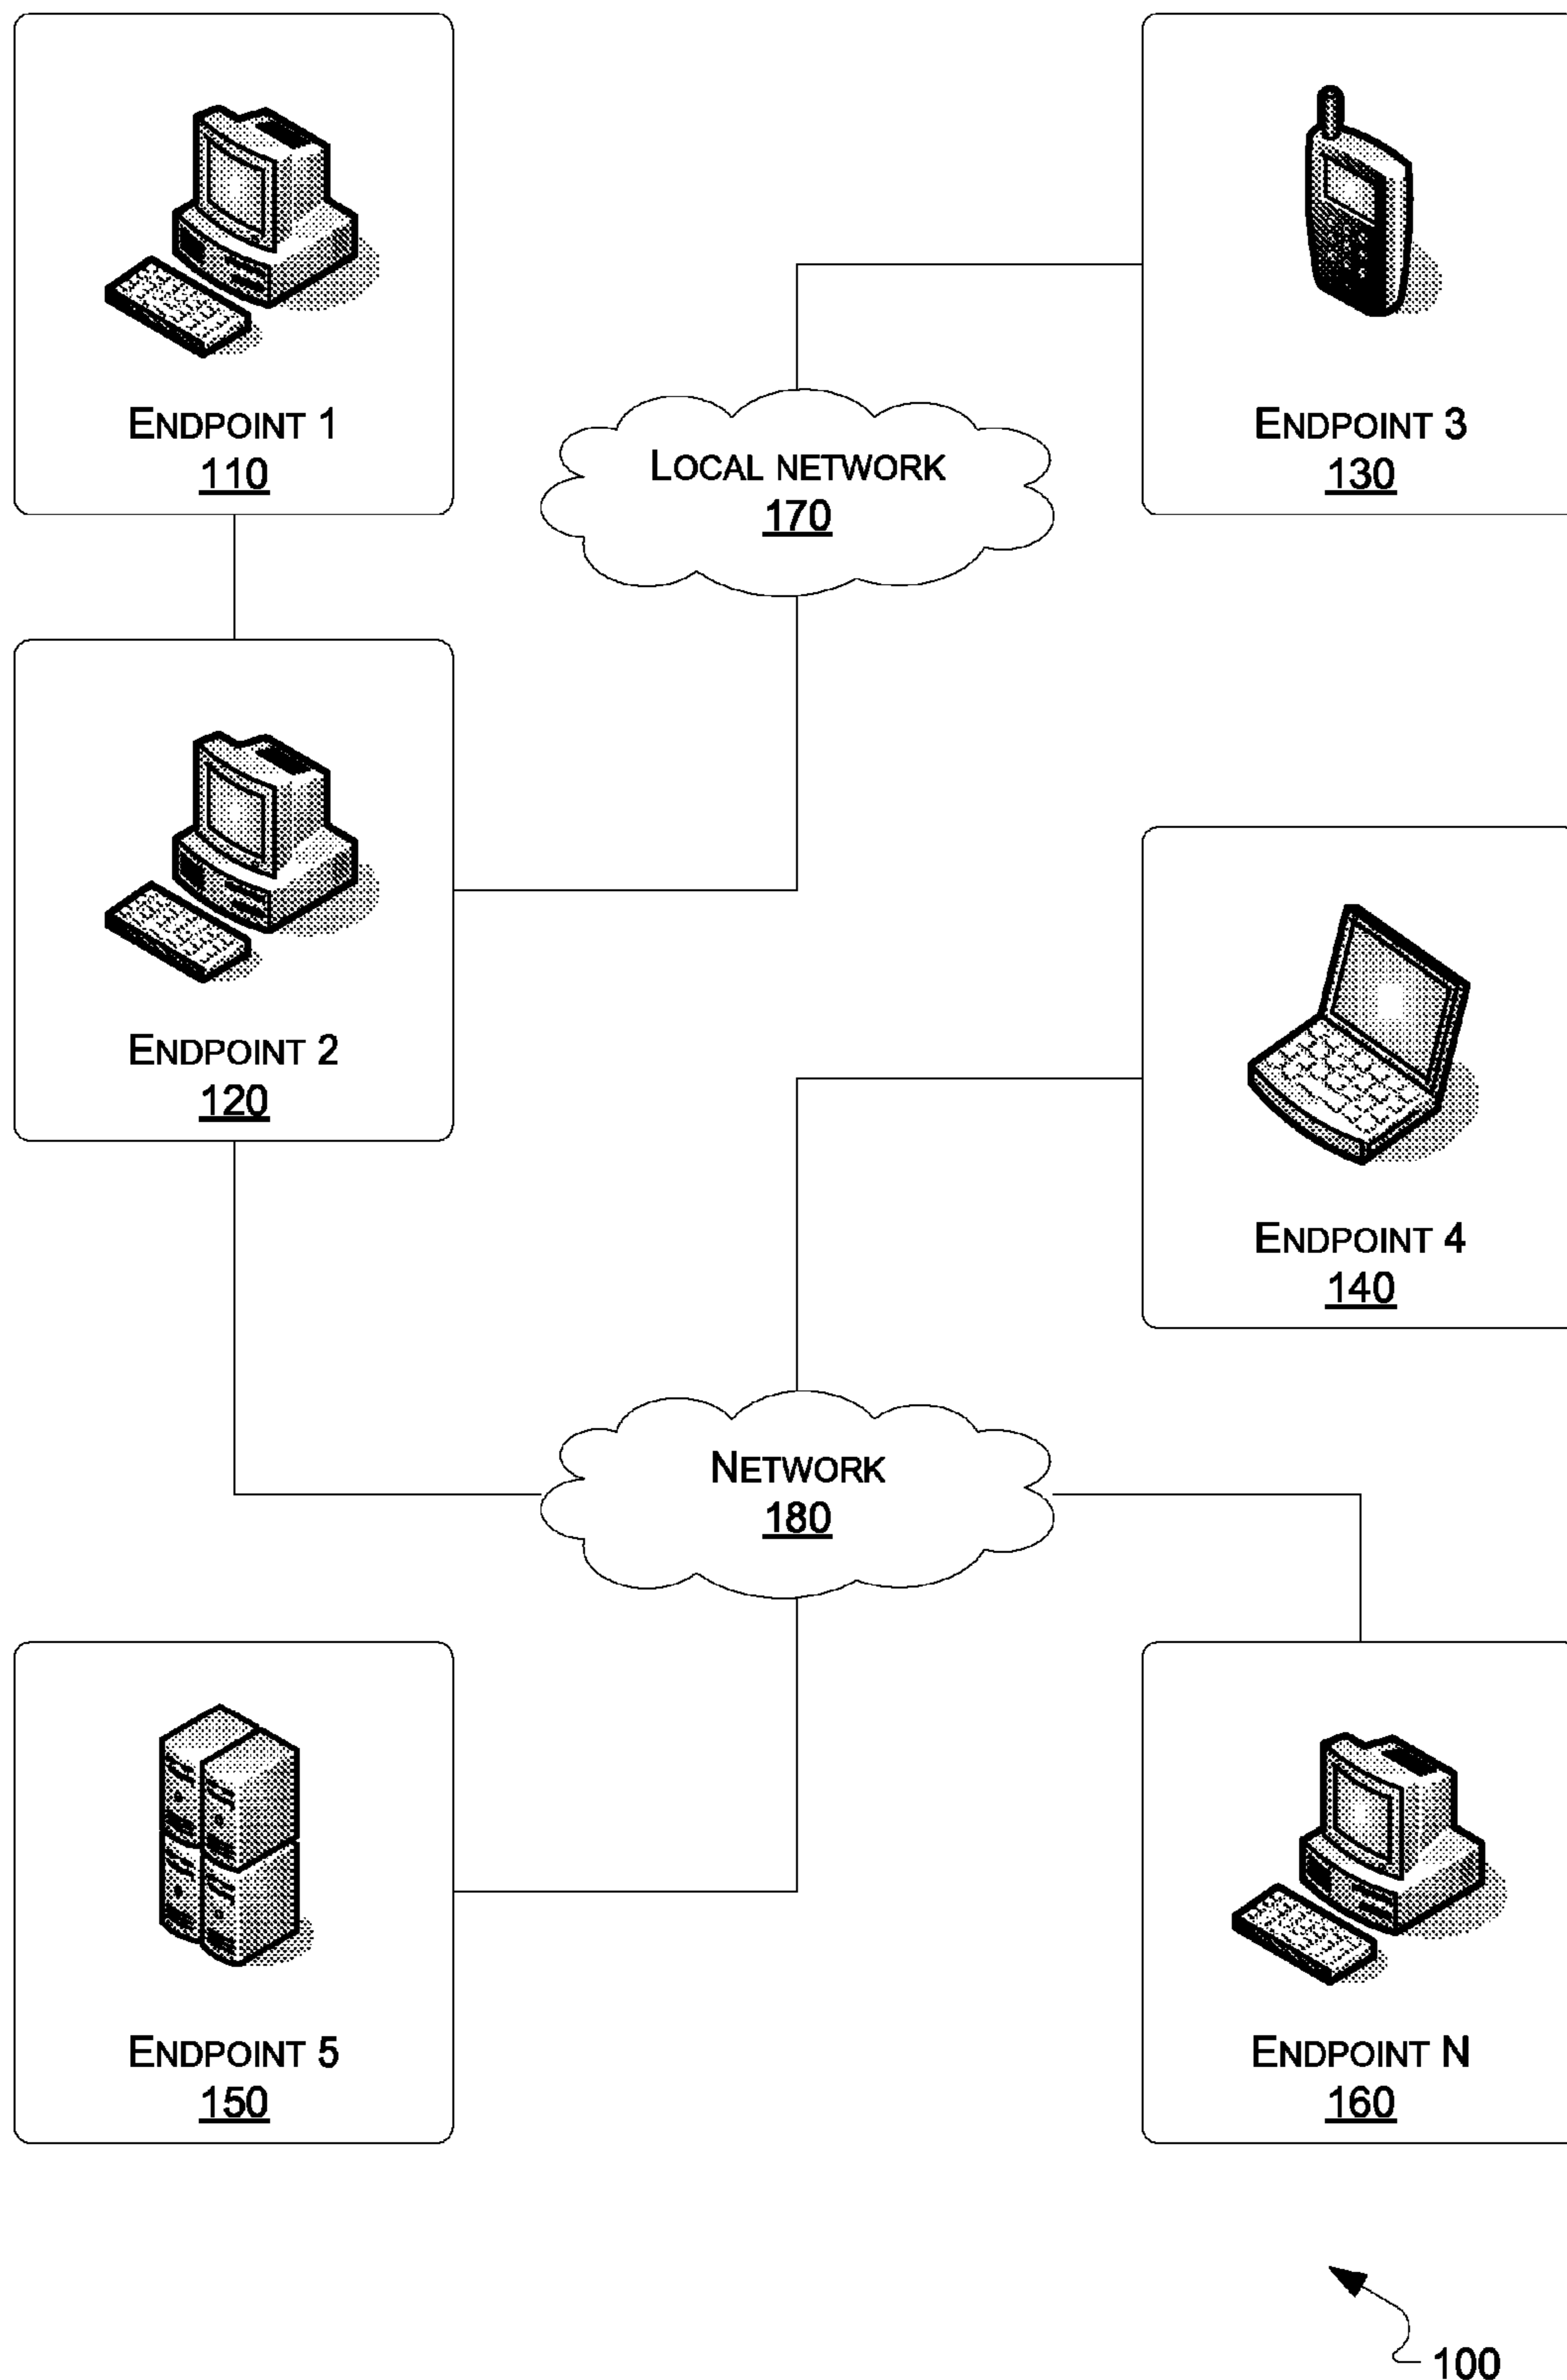 ENDPOINT 1
110
ENDPOINT 3
130
LOCAL NETWORK
170
ENDPOINT 2
120
ENDPOINT 4
140
NETWORK
180
ENDPOINT 5
150
ENDPOINT N
160
100